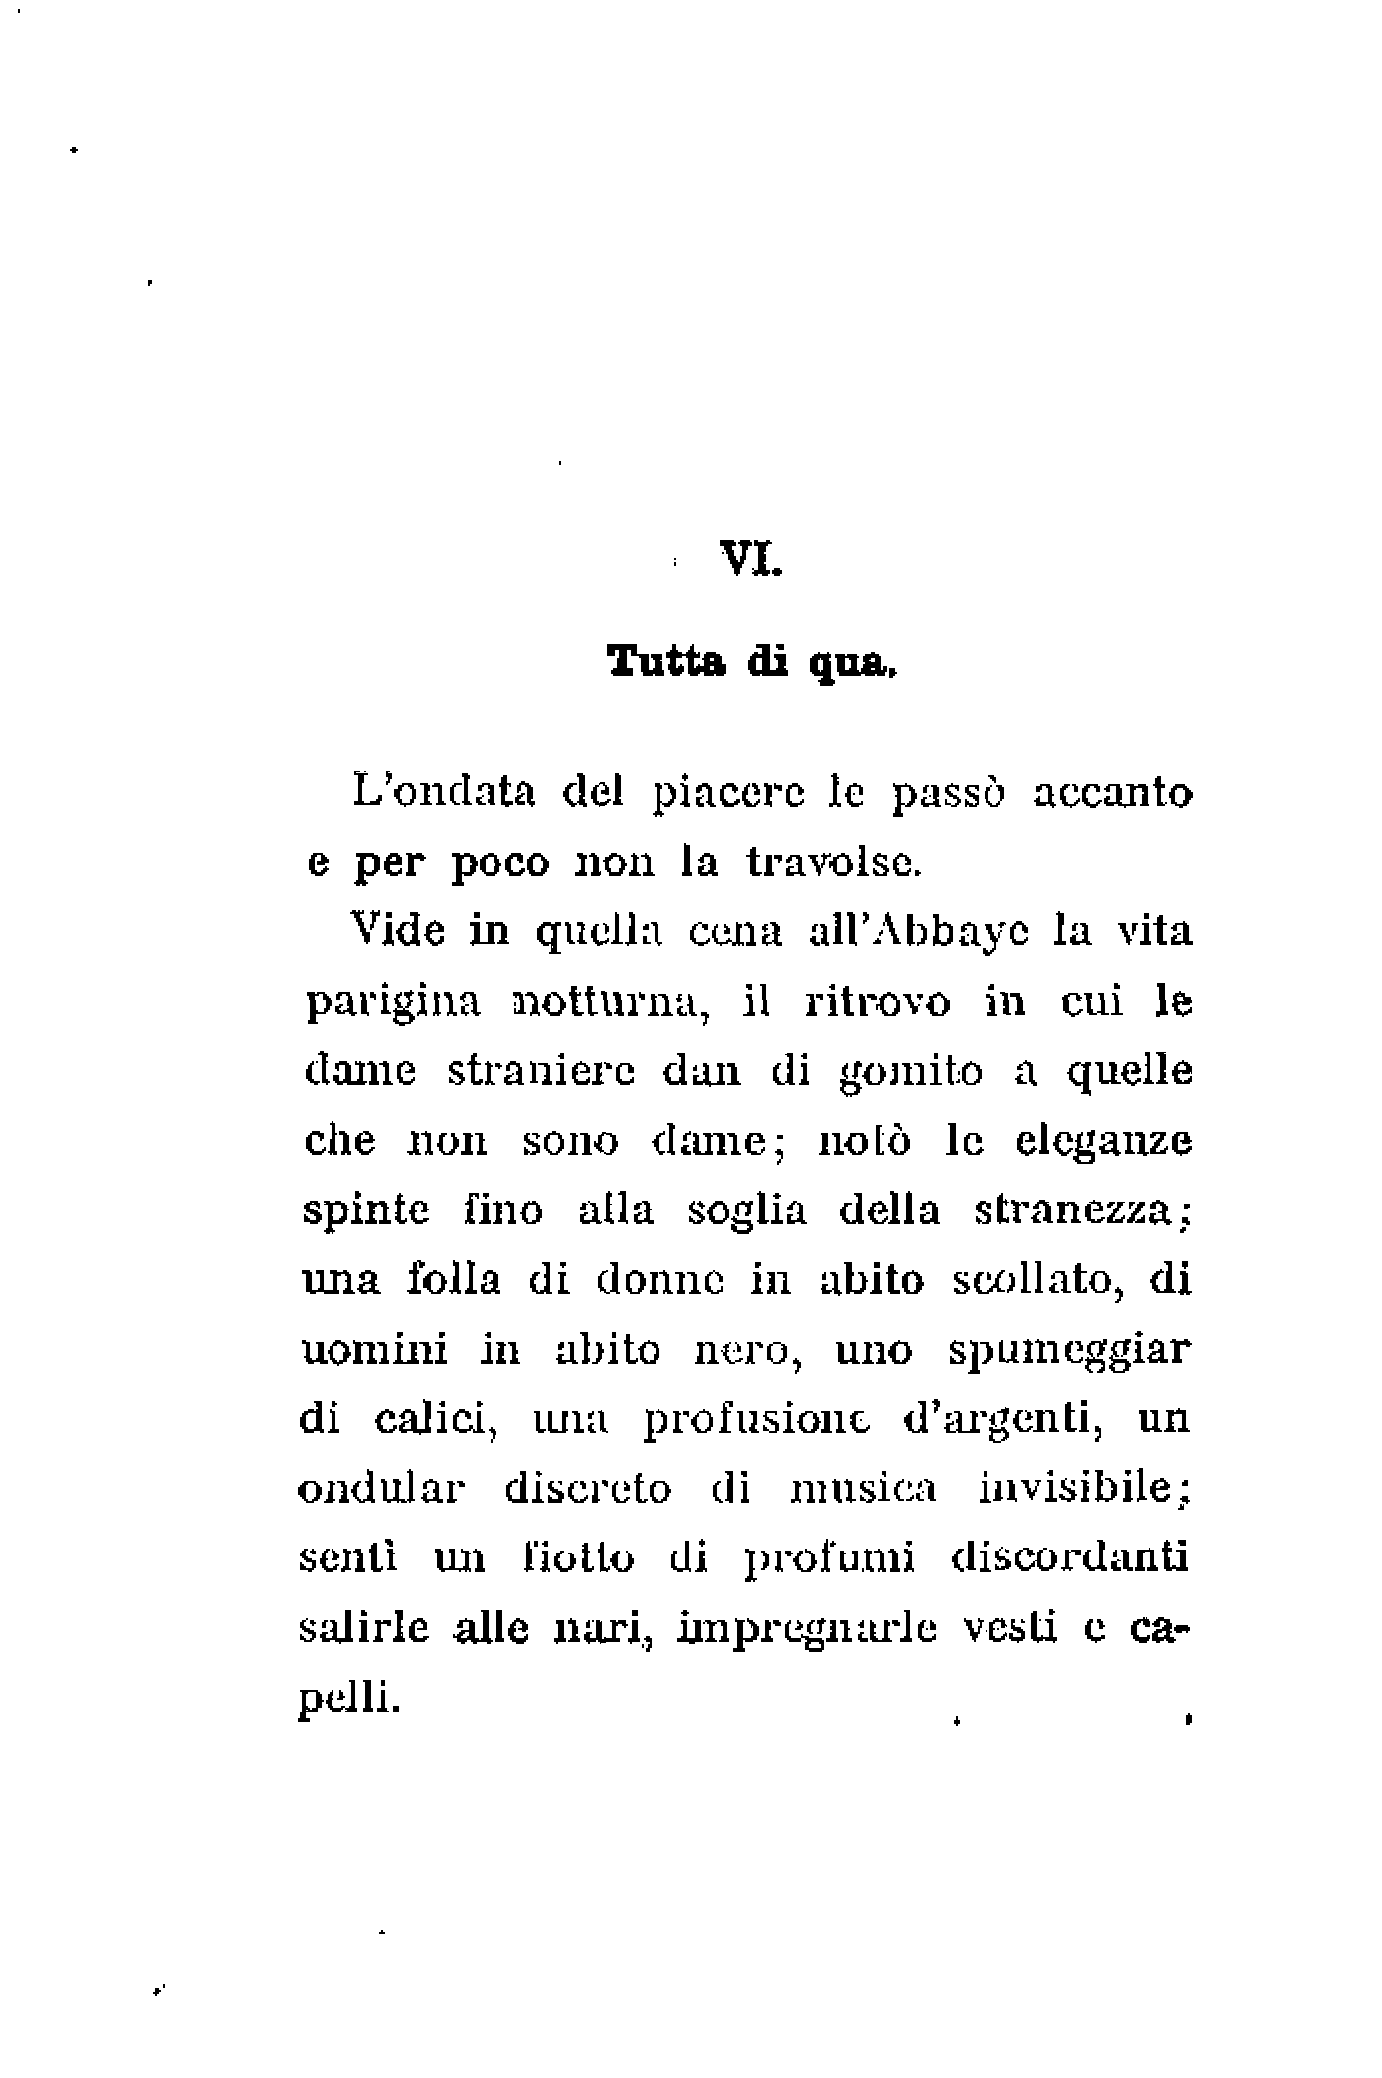 VI.
Tutta di qua.
L'ondata del piacere le passò accanto
e per poco non la travolse.
Vide in quella cena all'Abbaye la vita
parigina notturna, il ritrovo in cui le
dame straniere dan di gomito a quelle
che non sono dame; notò le eleganze
spinte fino alla soglia della stranezza;
una folla di donne in abito scollato, di
uomini in abito nero, uno spumeggiar
di calici, una profusione d'argenti, un
ondular discreto di musica invisibile;
sentì un fiotto di profumi discordanti
salirle alle nari, impregnarle vesti e ca-
pelli.